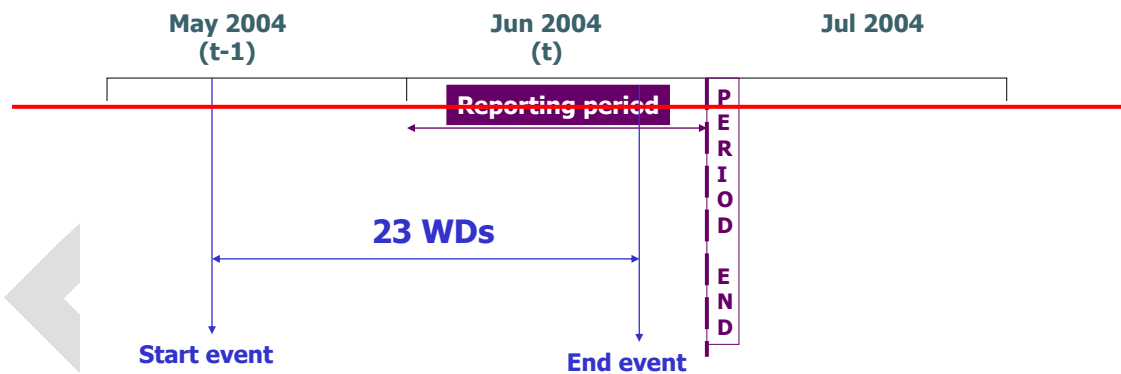 May 2004
(t-1)
Jun 2004
(t)
Jul 2004
Reporting period
P
E
R
I
O
D
E
N
D
23 WDs
Start event
End event